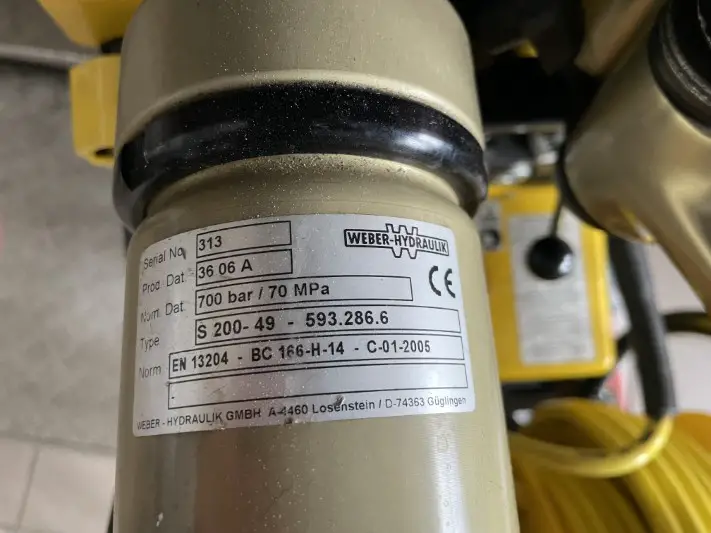 WEBER-HYDRAULIK
Serial No. 313
Prod. Dat. 36 06 A
CE
Nom. Dat. 700 bar / 70 MPa
Type S 200- 49 - 593.286.6
Norm EN 13204 - BC 166-H-14 - C-01-2005
-
WEBER - HYDRAULIK GMBH A-4460 Losenstein / D-74363 Güglingen